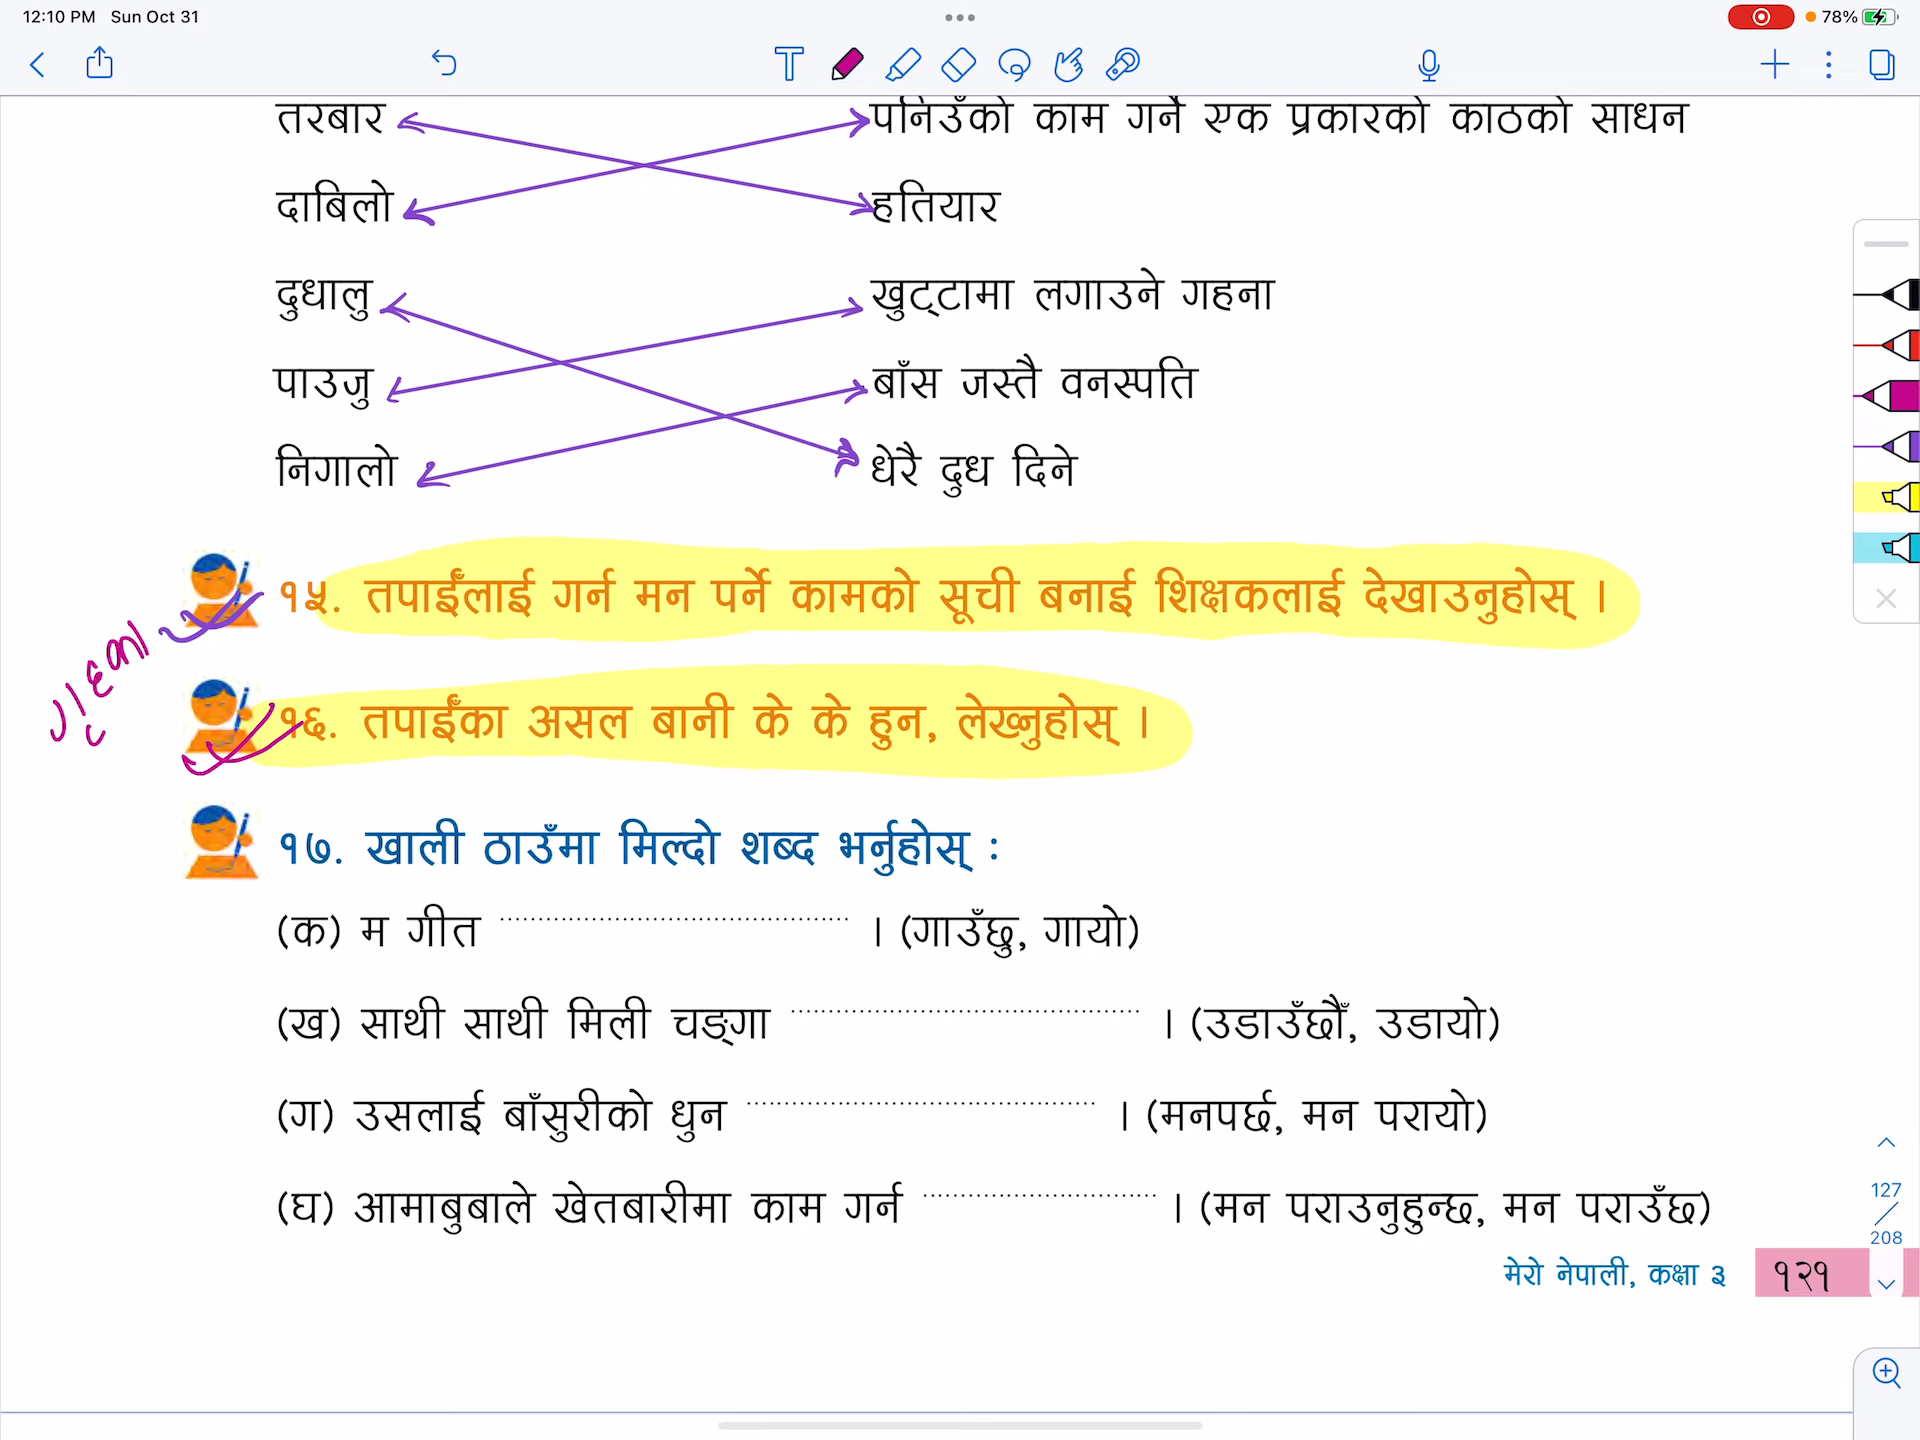 12:10 PM Sun Oct 31
78%
तरबार
पनिउँको काम गर्ने एक प्रकारको काठको साधन
दाबिलो
हतियार
दुधालु
खुट्टामा लगाउने गहना
पाउजु
बाँस जस्तै वनस्पति
निगालो
धेरै दुध दिने
१५. तपाईँलाई गर्न मन पर्ने कामको सूची बनाई शिक्षकलाई देखाउनुहोस् ।
१६. तपाईँका असल बानी के के हुन, लेख्नुहोस् ।
१७. खाली ठाउँमा मिल्दो शब्द भर्नुहोस् :
(क) म गीत .......................................... । (गाउँछु, गायो)
(ख) साथी साथी मिली चङ्गा .......................................... । (उडाउँछौँ, उडायो)
(ग) उसलाई बाँसुरीको धुन .......................................... । (मनपर्छ, मन परायो)
(घ) आमाबुबाले खेतबारीमा काम गर्न ............................ । (मन पराउनुहुन्छ, मन पराउँछ)
127
208
मेरो नेपाली, कक्षा ३ १२१